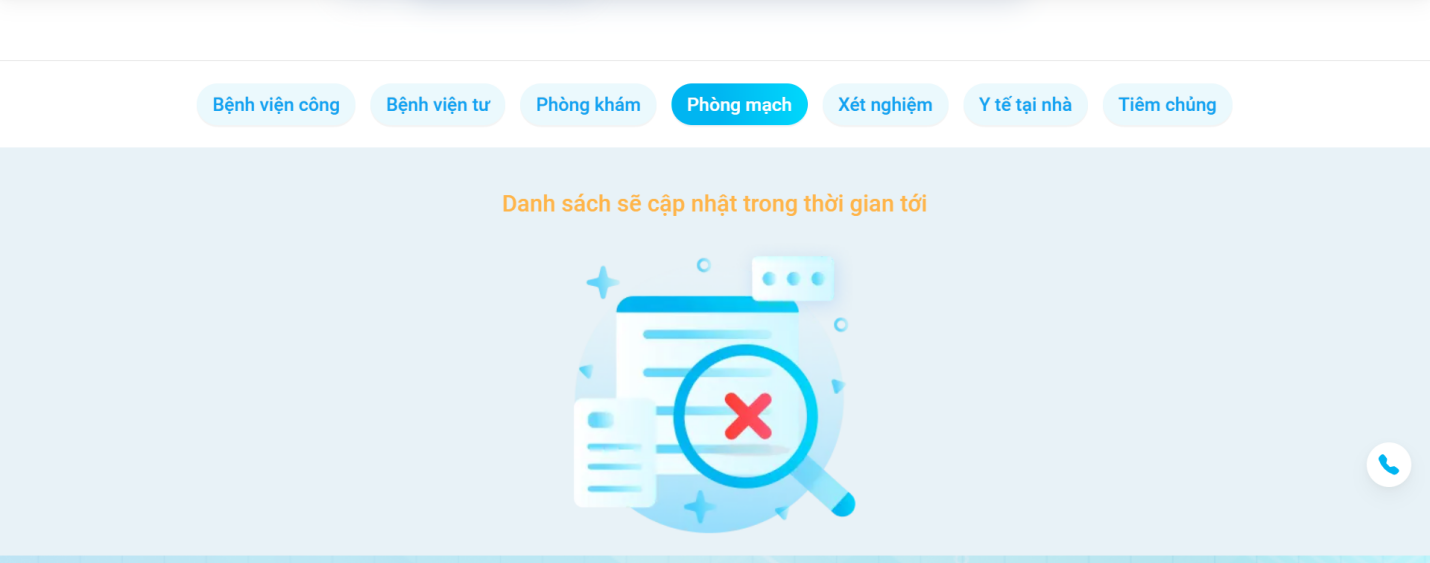 Bệnh viện công
Bệnh viện tư
Phòng khám
Phòng mạch
Xét nghiệm
Y tế tại nhà
Tiêm chủng
Danh sách sẽ cập nhật trong thời gian tới